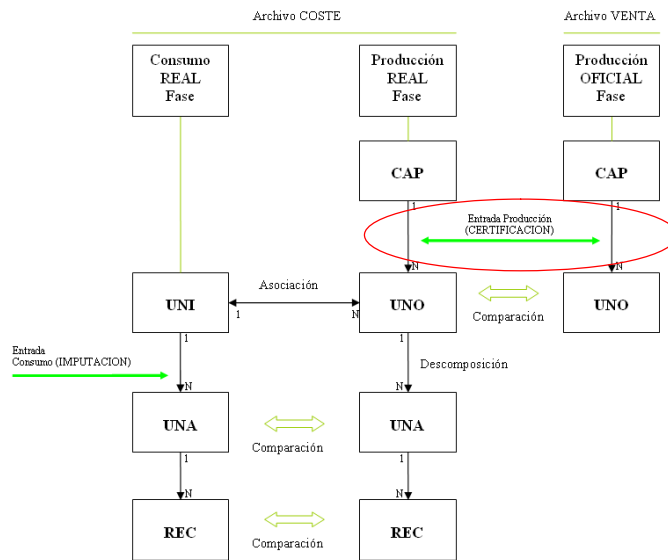 Archivo COSTE
Archivo VENTA
Consumo
REAL
Fase
Producción
REAL
Fase
Producción
OFICIAL
Fase
CAP
CAP
1
1
Entrada Producción
(CERTIFICACION)
N
N
UNI
Asociación
1
N
UNO
Comparación
UNO
1
1
Entrada
Consumo (IMPUTACION)
Descomposición
N
N
UNA
Comparación
UNA
1
1
N
N
REC
Comparación
REC